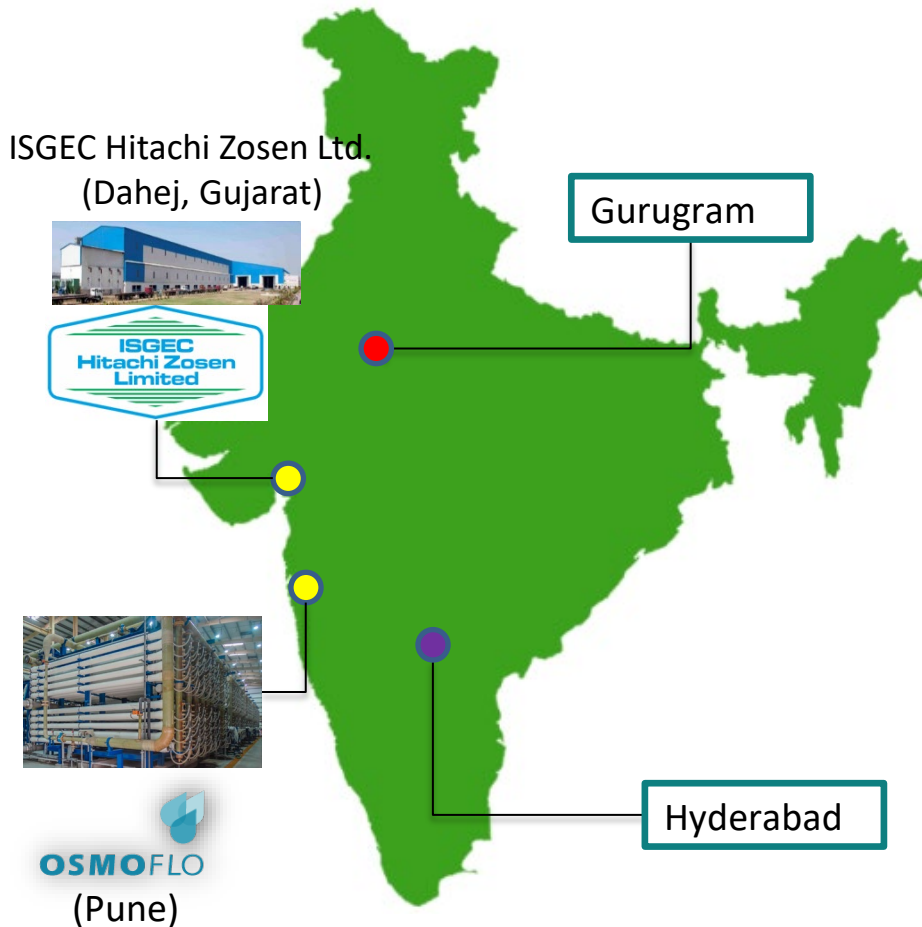 ISGEC Hitachi Zosen Ltd.
(Dahej, Gujarat)
Gurugram
ISGEC
Hitachi Zosen
Limited
Hyderabad
OSMOFLO
(Pune)